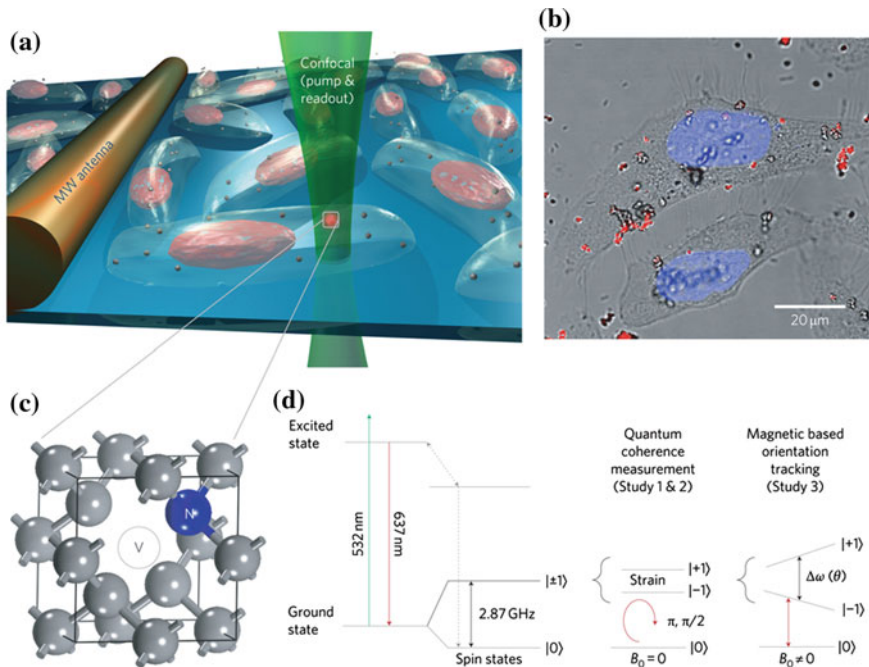 (a)
Confocal
(pump &
readout)
MW antenna
(b)
20 μm
(c)
N
V
(d)
Excited
state
532 nm
637 nm
Ground
state
2.87 GHz
|±1⟩
|0⟩
Spin states
Quantum
coherence
measurement
(Study 1 & 2)
|+1⟩
Strain
|−1⟩
π, π/2
|0⟩
B₀ = 0
Magnetic based
orientation
tracking
(Study 3)
|+1⟩
Δω (θ)
|−1⟩
|0⟩
B₀ ≠ 0